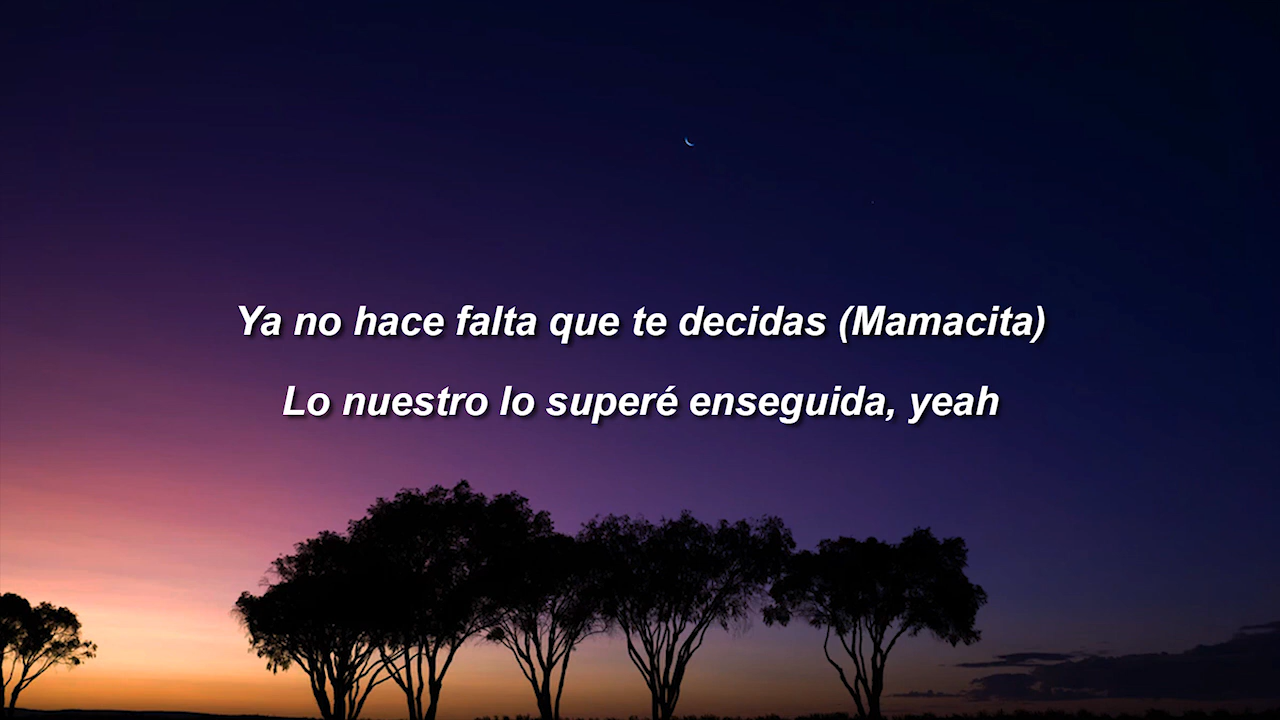 Ya no hace falta que te decidas (Mamacita)
Lo nuestro lo superé enseguida, yeah